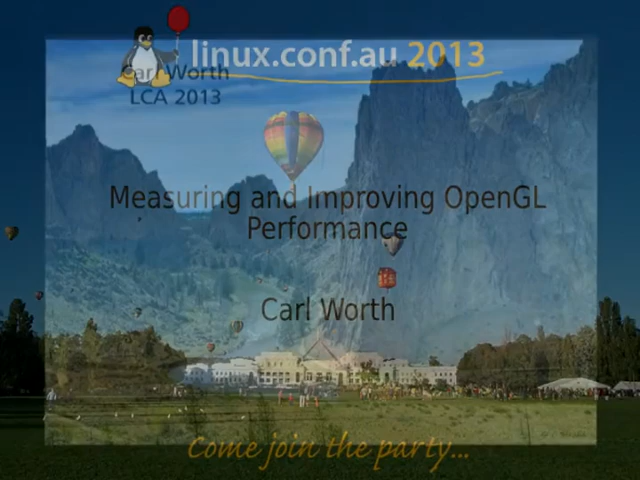 linux.conf.au 2013
Carl Worth
LCA 2013
Measuring and Improving OpenGL
Performance
Carl Worth
Come join the party...